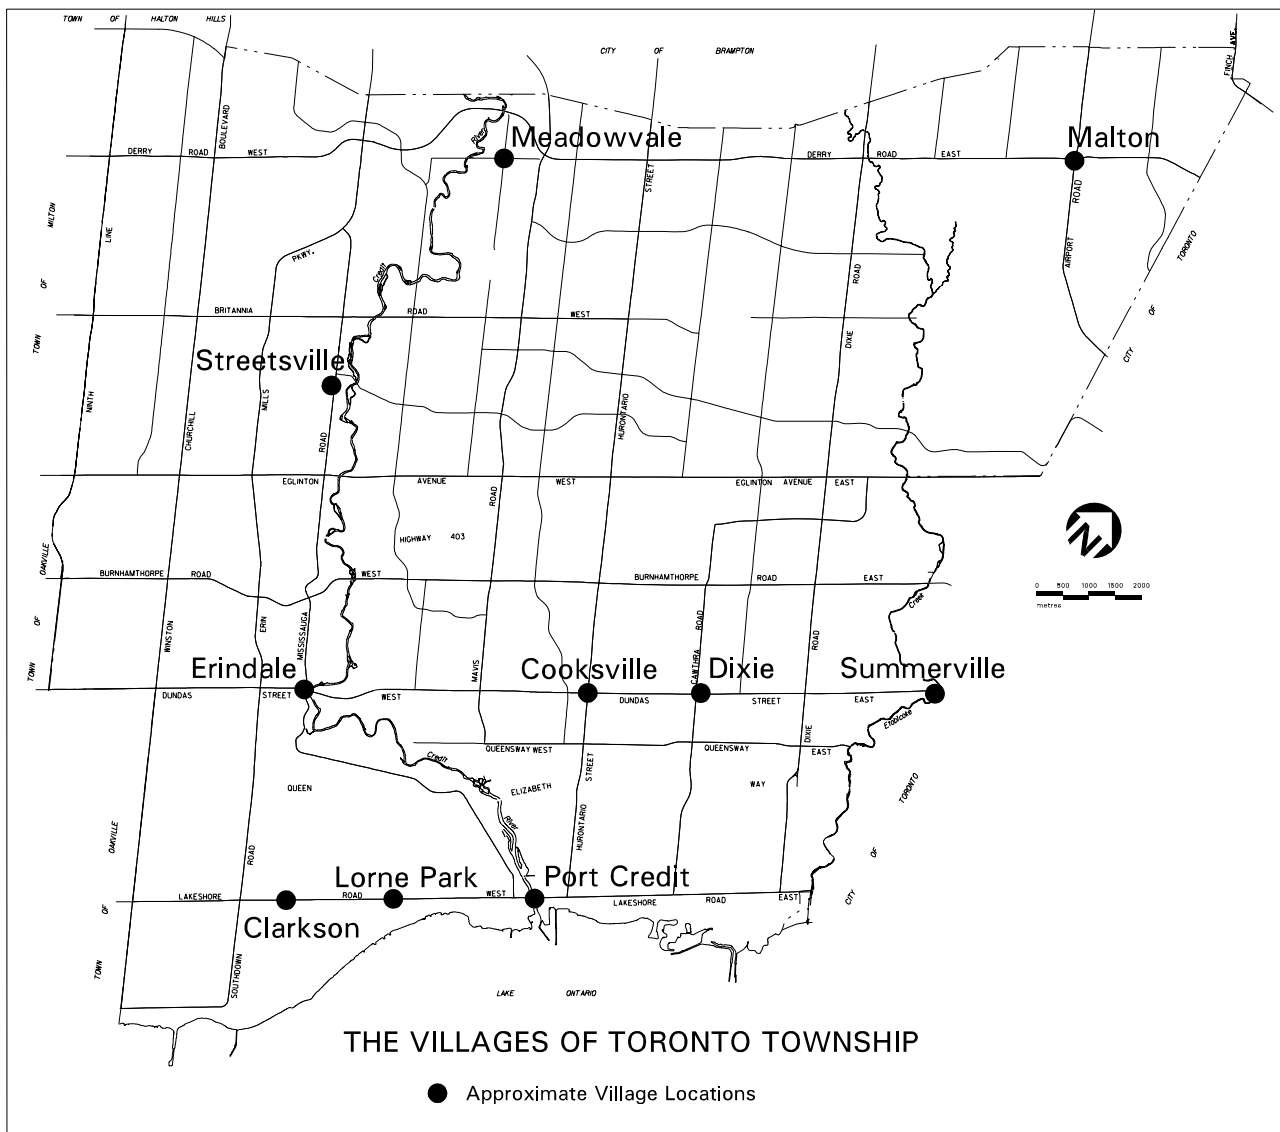 TOWN OF HALTON HILLS
CITY OF BRAMPTON
FINCH AVE.
BOULEVARD
River
Meadowvale
Malton
DERRY ROAD WEST
DERRY ROAD EAST
STREET
ROAD
MILTON
LINE
PKWY.
Credit
ROAD
AIRPORT
TORONTO
OF
BRITANNIA ROAD WEST
OF
TOWN
DIXIE
CITY
Streetsville
NINTH
MILLS
CHURCHILL
ROAD
HURONTARIO
EGLINTON AVENUE WEST
EGLINTON AVENUE EAST
ROAD
HIGHWAY 403
ERIN
OAKVILLE
N
BURNHAMTHORPE ROAD WEST
BURNHAMTHORPE ROAD EAST
0 500 1000 1500 2000
metres
Creek
OF
WINSTON
MISSISSAUGA
ROAD
ROAD
TOWN
Erindale
MAVIS
Cooksville
CAWTHRA
Dixie
Summerville
DUNDAS STREET WEST
DUNDAS STREET EAST
Etobicoke
DIXIE
QUEENSWAY WEST
QUEENSWAY EAST
Credit
STREET
QUEEN ELIZABETH WAY
TORONTO
River
HURONTARIO
OAKVILLE
ROAD
OF
Lorne Park
Port Credit
LAKESHORE ROAD WEST
LAKESHORE ROAD EAST
CITY
OF
Clarkson
TOWN
SOUTHDOWN
LAKE ONTARIO
THE VILLAGES OF TORONTO TOWNSHIP
Approximate Village Locations